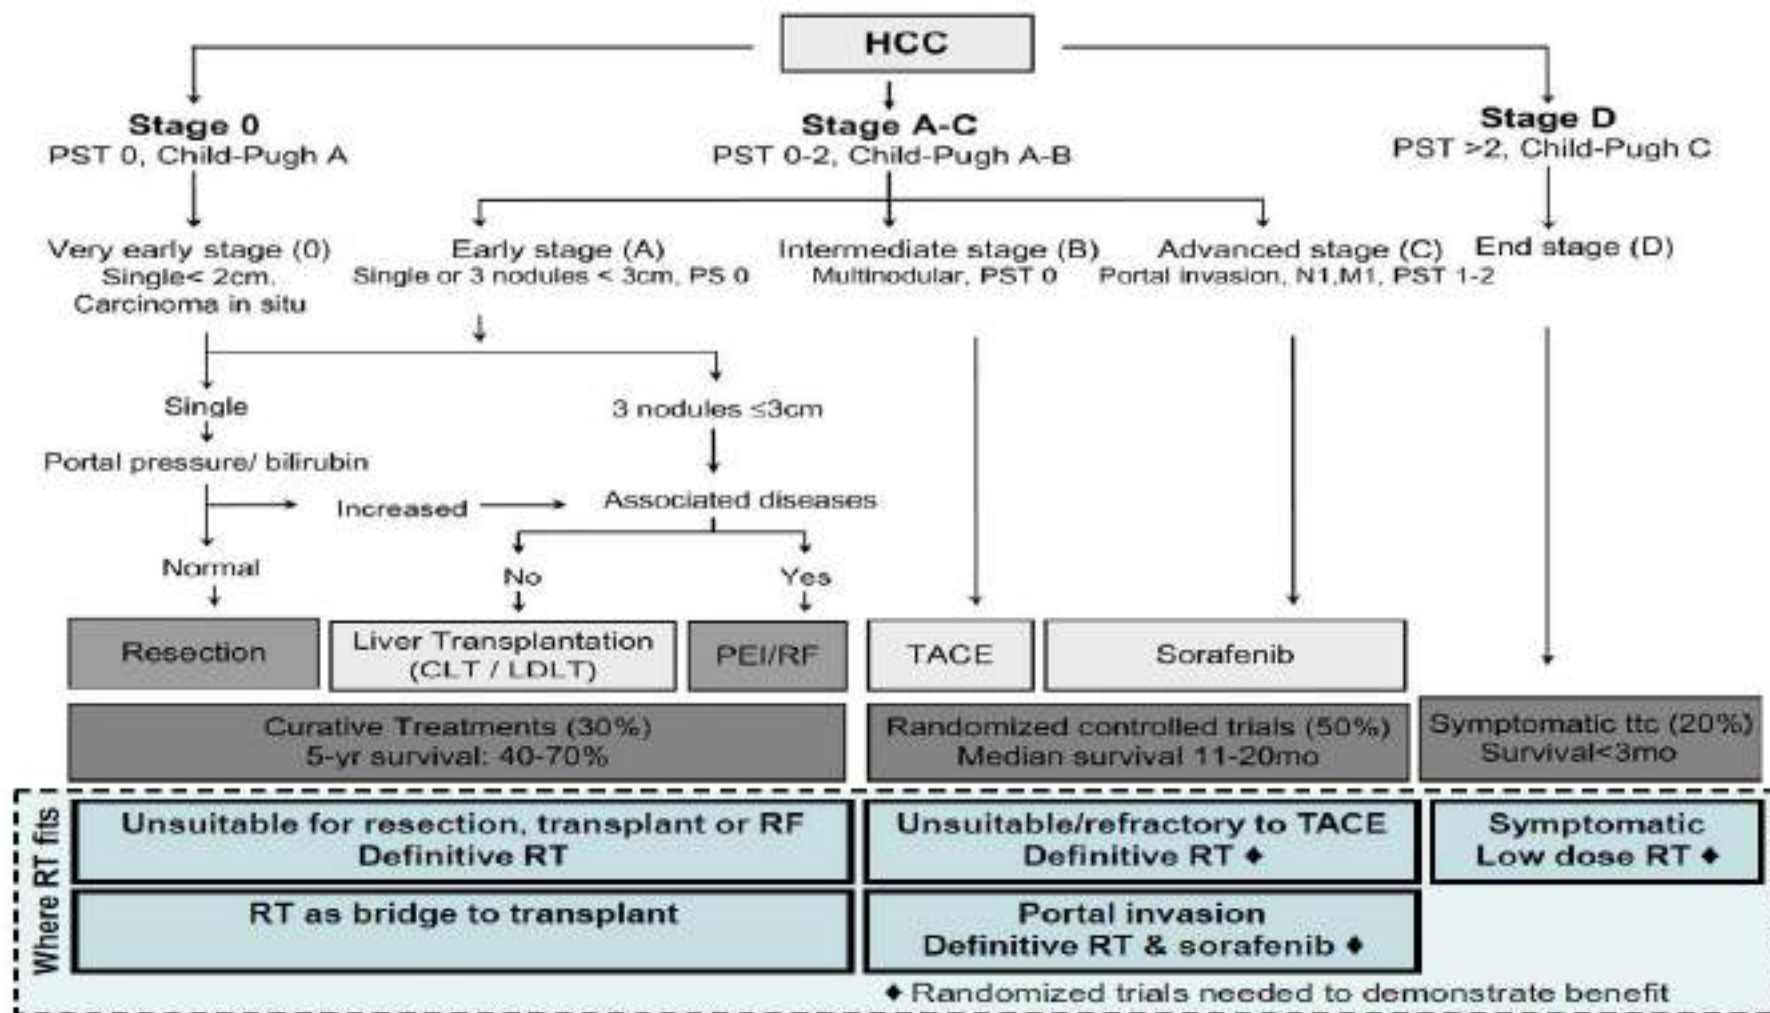 HCC
Stage 0
PST 0, Child-Pugh A
Stage A-C
PST 0-2, Child-Pugh A-B
Stage D
PST >2, Child-Pugh C
Very early stage (0)
Single< 2cm.
Carcinoma in situ
Early stage (A)
Single or 3 nodules < 3cm, PS 0
Intermediate stage (B)
Multinodular, PST 0
Advanced stage (C)
Portal invasion, N1,M1, PST 1-2
End stage (D)
Single
3 nodules ≤3cm
Portal pressure/ bilirubin
Increased
Associated diseases
Normal
No
Yes
Resection
Liver Transplantation
(CLT / LDLT)
PEI/RF
TACE
Sorafenib
Curative Treatments (30%)
5-yr survival: 40-70%
Randomized controlled trials (50%)
Median survival 11-20mo
Symptomatic ttc (20%)
Survival<3mo
Where RT fits
Unsuitable for resection, transplant or RF
Definitive RT
Unsuitable/refractory to TACE
Definitive RT ♦
Symptomatic
Low dose RT ♦
RT as bridge to transplant
Portal invasion
Definitive RT & sorafenib ♦
♦ Randomized trials needed to demonstrate benefit